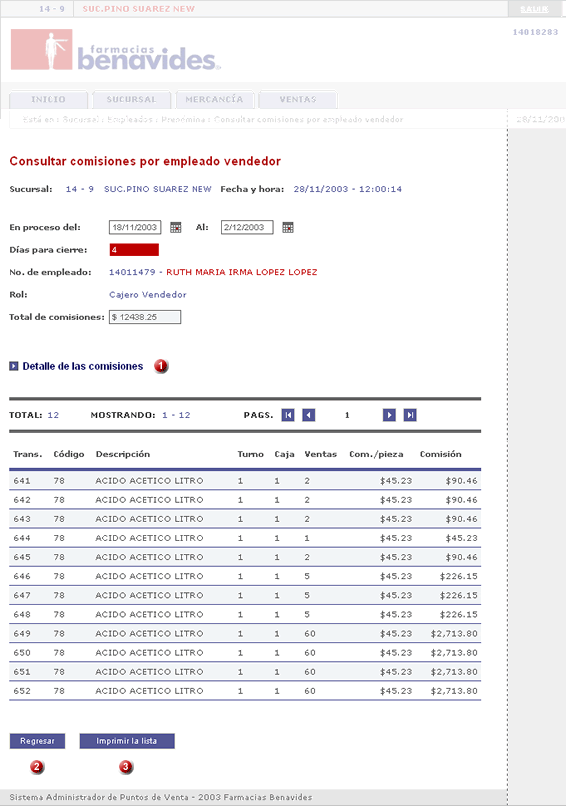 14 - 9 SUC.PINO SUAREZ NEW SALIR
14018283
farmacias
benavides
INICIO SUCURSAL MERCANCÍA VENTAS
Está en : Sucursal : Empleados : Prenómina : Consultar comisiones por empleado vendedor 28/11/200
Consultar comisiones por empleado vendedor
Sucursal: 14 - 9 SUC.PINO SUAREZ NEW Fecha y hora: 28/11/2003 - 12:00:14
En proceso del: 18/11/2003 Al: 2/12/2003
Días para cierre: 4
No. de empleado: 14011479 - RUTH MARIA IRMA LOPEZ LOPEZ
Rol: Cajero Vendedor
Total de comisiones: $ 12438.25
Detalle de las comisiones 1
TOTAL: 12 MOSTRANDO: 1 - 12 PAGS. 1
Trans. Código Descripción Turno Caja Ventas Com./pieza Comisión
641 78 ACIDO ACETICO LITRO 1 1 2 $45.23 $90.46
642 78 ACIDO ACETICO LITRO 1 1 2 $45.23 $90.46
643 78 ACIDO ACETICO LITRO 1 1 2 $45.23 $90.46
644 78 ACIDO ACETICO LITRO 1 1 1 $45.23 $45.23
645 78 ACIDO ACETICO LITRO 1 1 2 $45.23 $90.46
646 78 ACIDO ACETICO LITRO 1 1 5 $45.23 $226.15
647 78 ACIDO ACETICO LITRO 1 1 5 $45.23 $226.15
648 78 ACIDO ACETICO LITRO 1 1 5 $45.23 $226.15
649 78 ACIDO ACETICO LITRO 1 1 60 $45.23 $2,713.80
650 78 ACIDO ACETICO LITRO 1 1 60 $45.23 $2,713.80
651 78 ACIDO ACETICO LITRO 1 1 60 $45.23 $2,713.80
652 78 ACIDO ACETICO LITRO 1 1 60 $45.23 $2,713.80
Regresar Imprimir la lista
2 3
Sistema Administrador de Puntos de Venta - 2003 Farmacias Benavides